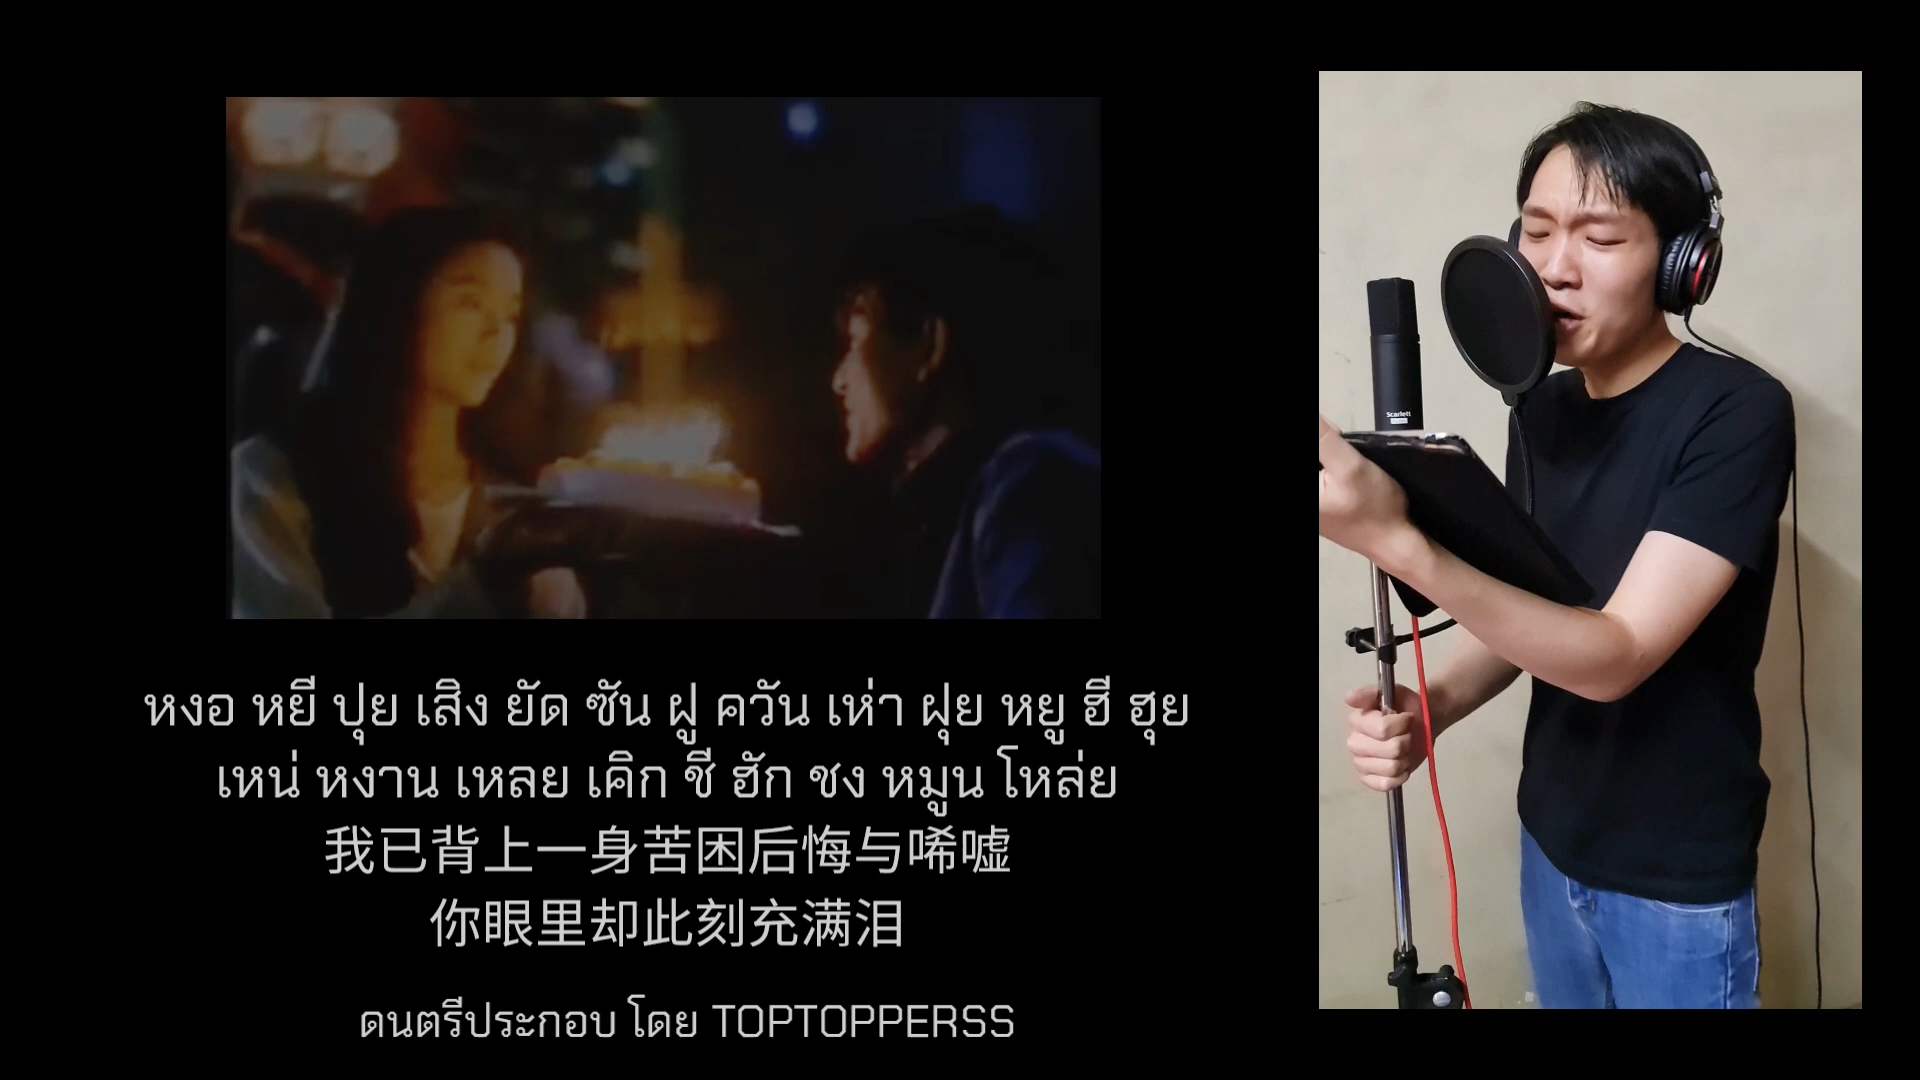 หงอ หยี ปุย เสิง ยัด ซัน ฝู ควัน เห่า ฝุย หยู ฮี ฮุย
เหน่ หงาน เหลย เคิก ชี ฮัก ชง หมูน โหล่ย
我已背上一身苦困后悔与唏嘘
你眼里却此刻充满泪
ดนตรีประกอบ โดย TOPTOPPERSS
Scarlett